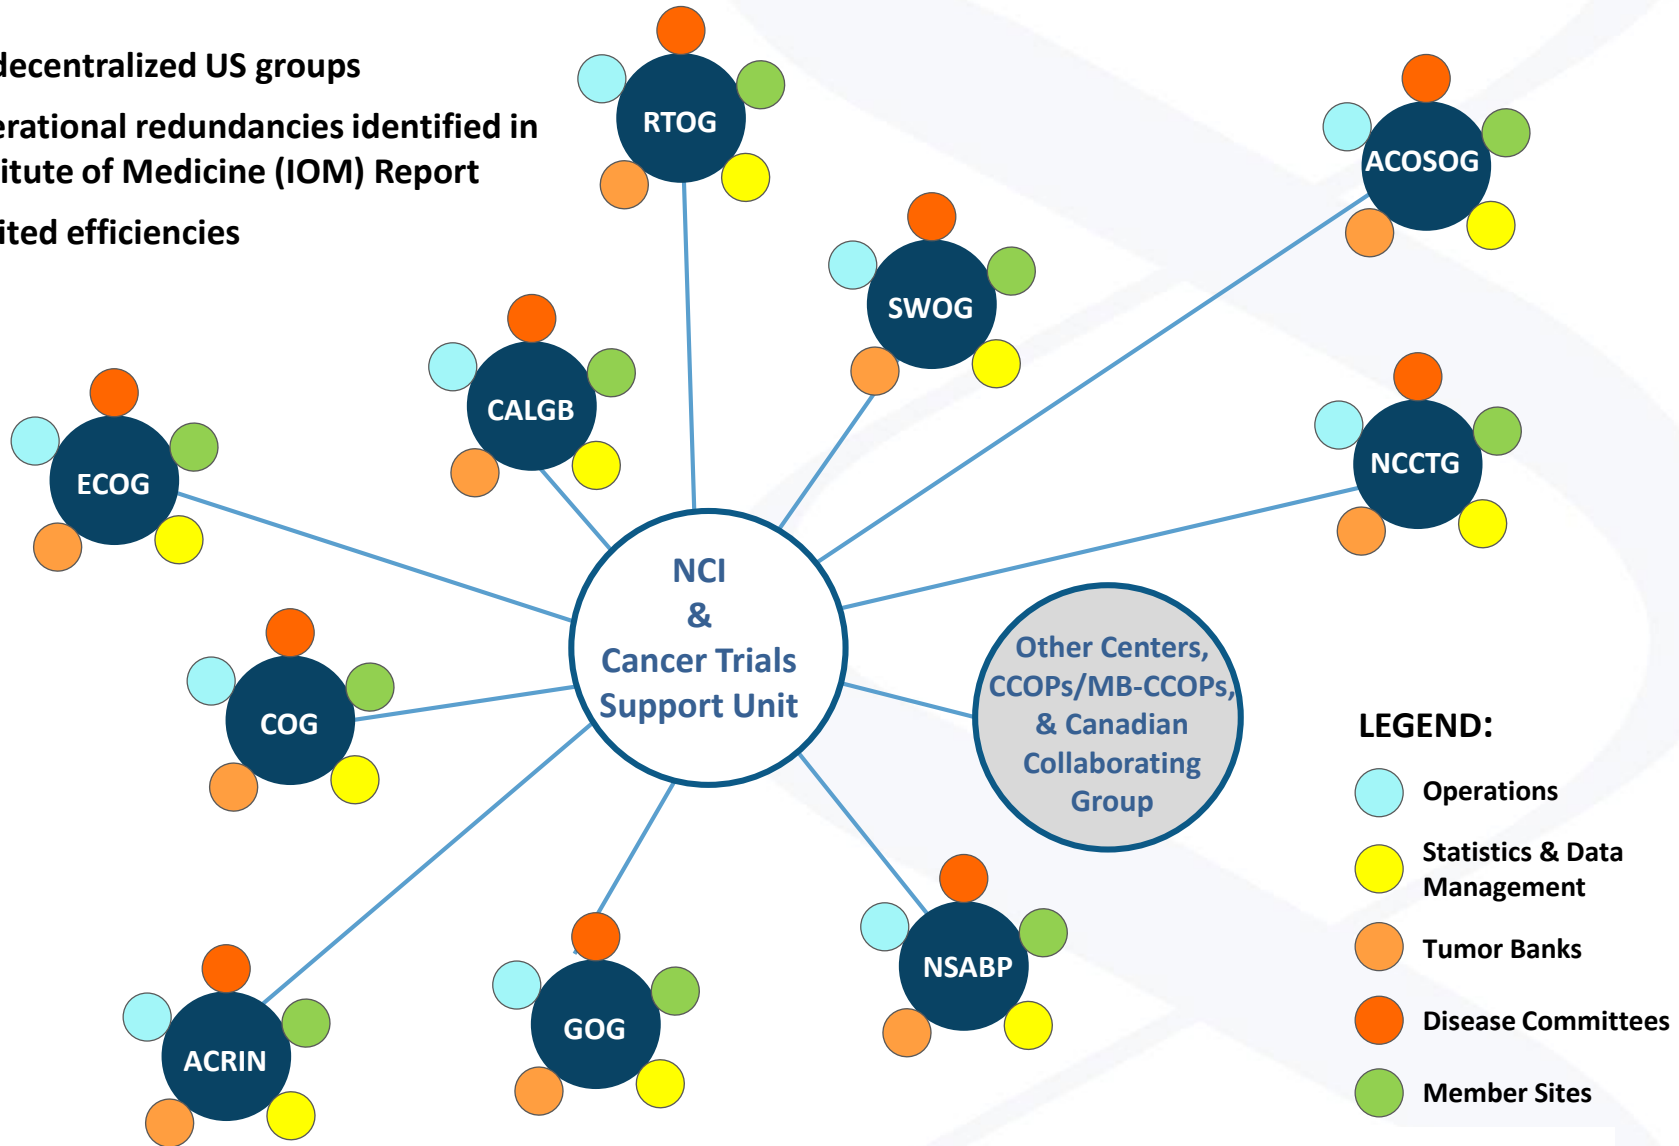 decentralized US groups
erational redundancies identified in
itute of Medicine (IOM) Report
ited efficiencies
RTOG
ACOSOG
SWOG
CALGB
NCCTG
ECOG
NCI
&
Cancer Trials
Support Unit
Other Centers,
CCOPs/MB-CCOPs,
& Canadian
Collaborating
Group
COG
LEGEND:
Operations
Statistics & Data
Management
Tumor Banks
Disease Committees
Member Sites
NSABP
GOG
ACRIN